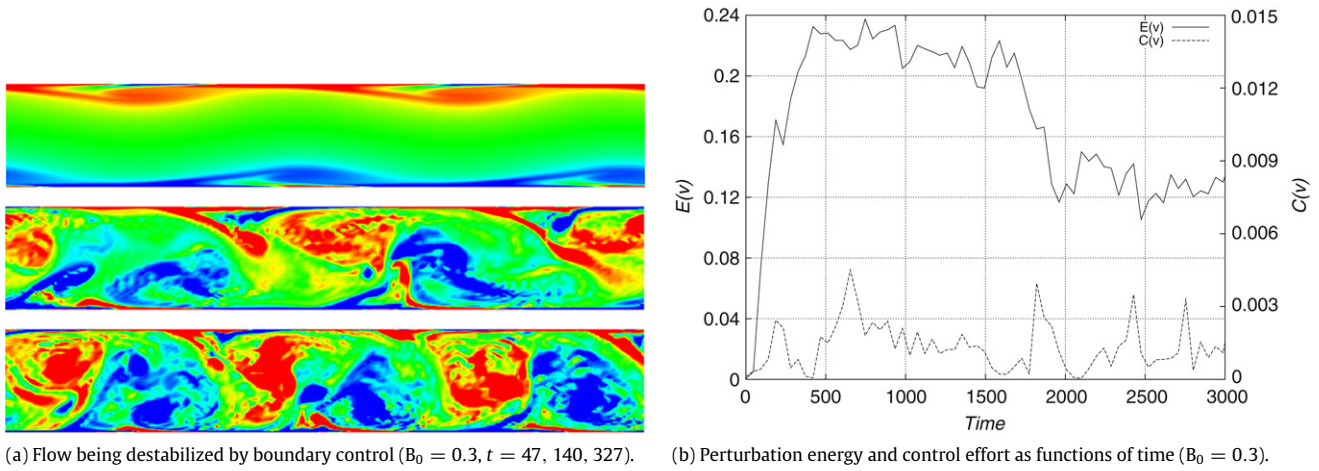 0.24
0.2
0.16
0.12
0.08
0.04
0
E(v)
0.015
0.012
0.009
0.006
0.003
0
C(v)
E(v)
C(v)
0 500 1000 1500 2000 2500 3000
Time
(a) Flow being destabilized by boundary control (B₀ = 0.3, t = 47, 140, 327).
(b) Perturbation energy and control effort as functions of time (B₀ = 0.3).